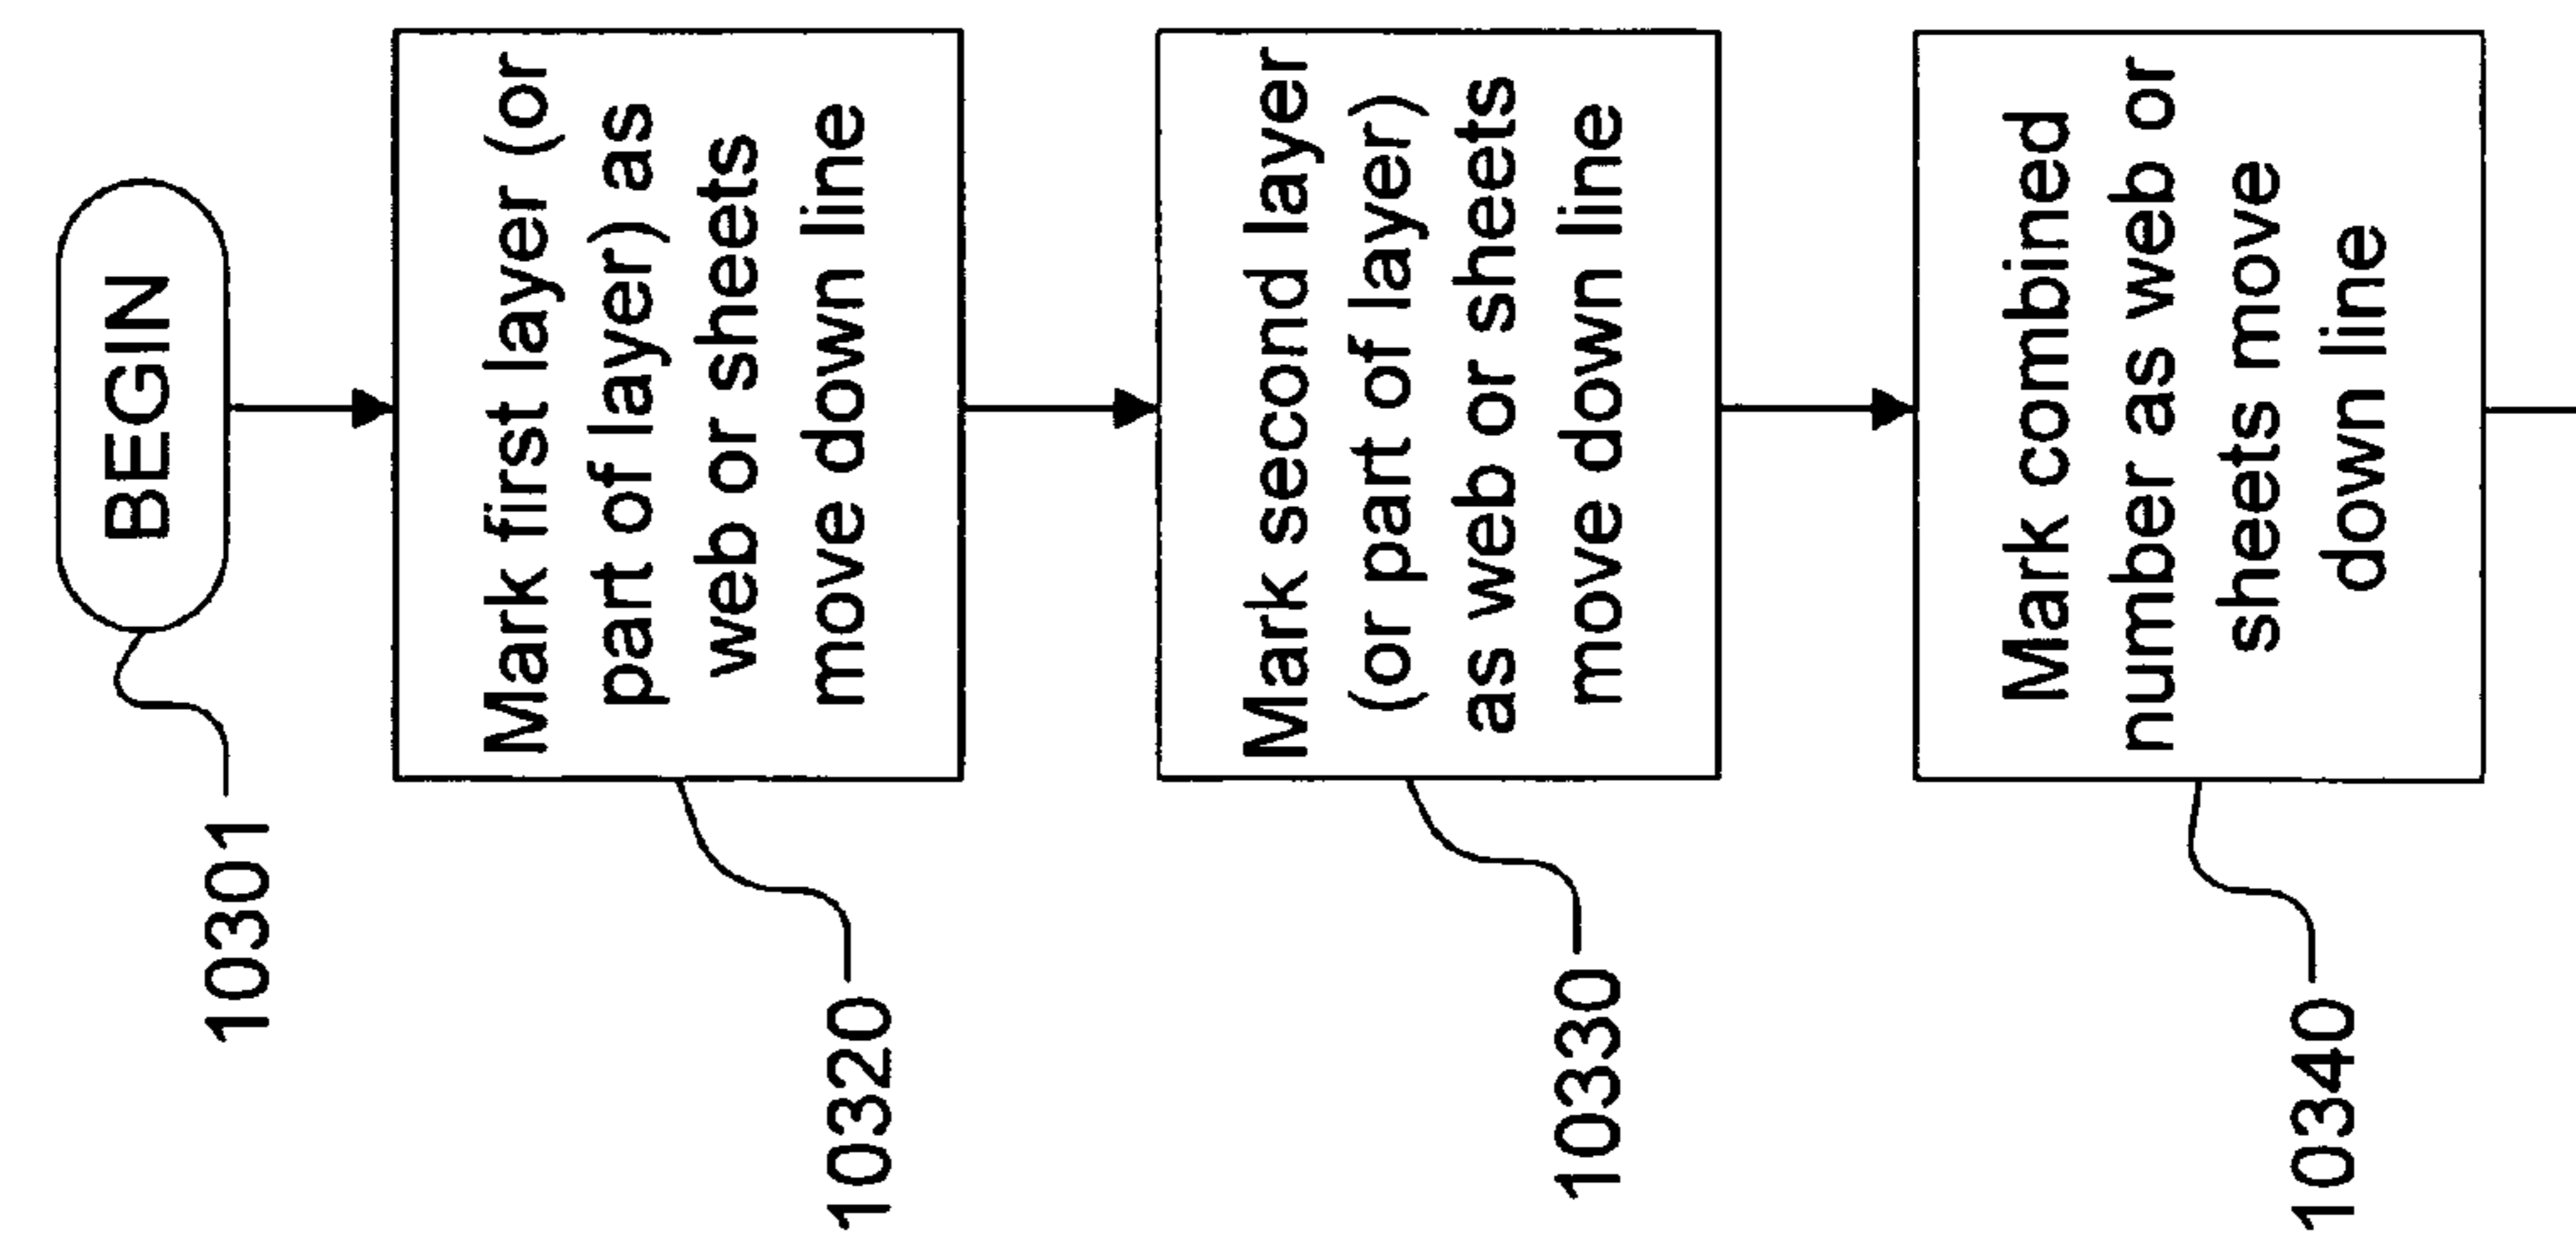 BEGIN
10301
Mark first layer (or
part of layer) as
web or sheets
move down line
10320
Mark second layer
(or part of layer)
as web or sheets
move down line
10330
Mark combined
number as web or
sheets move
down line
10340